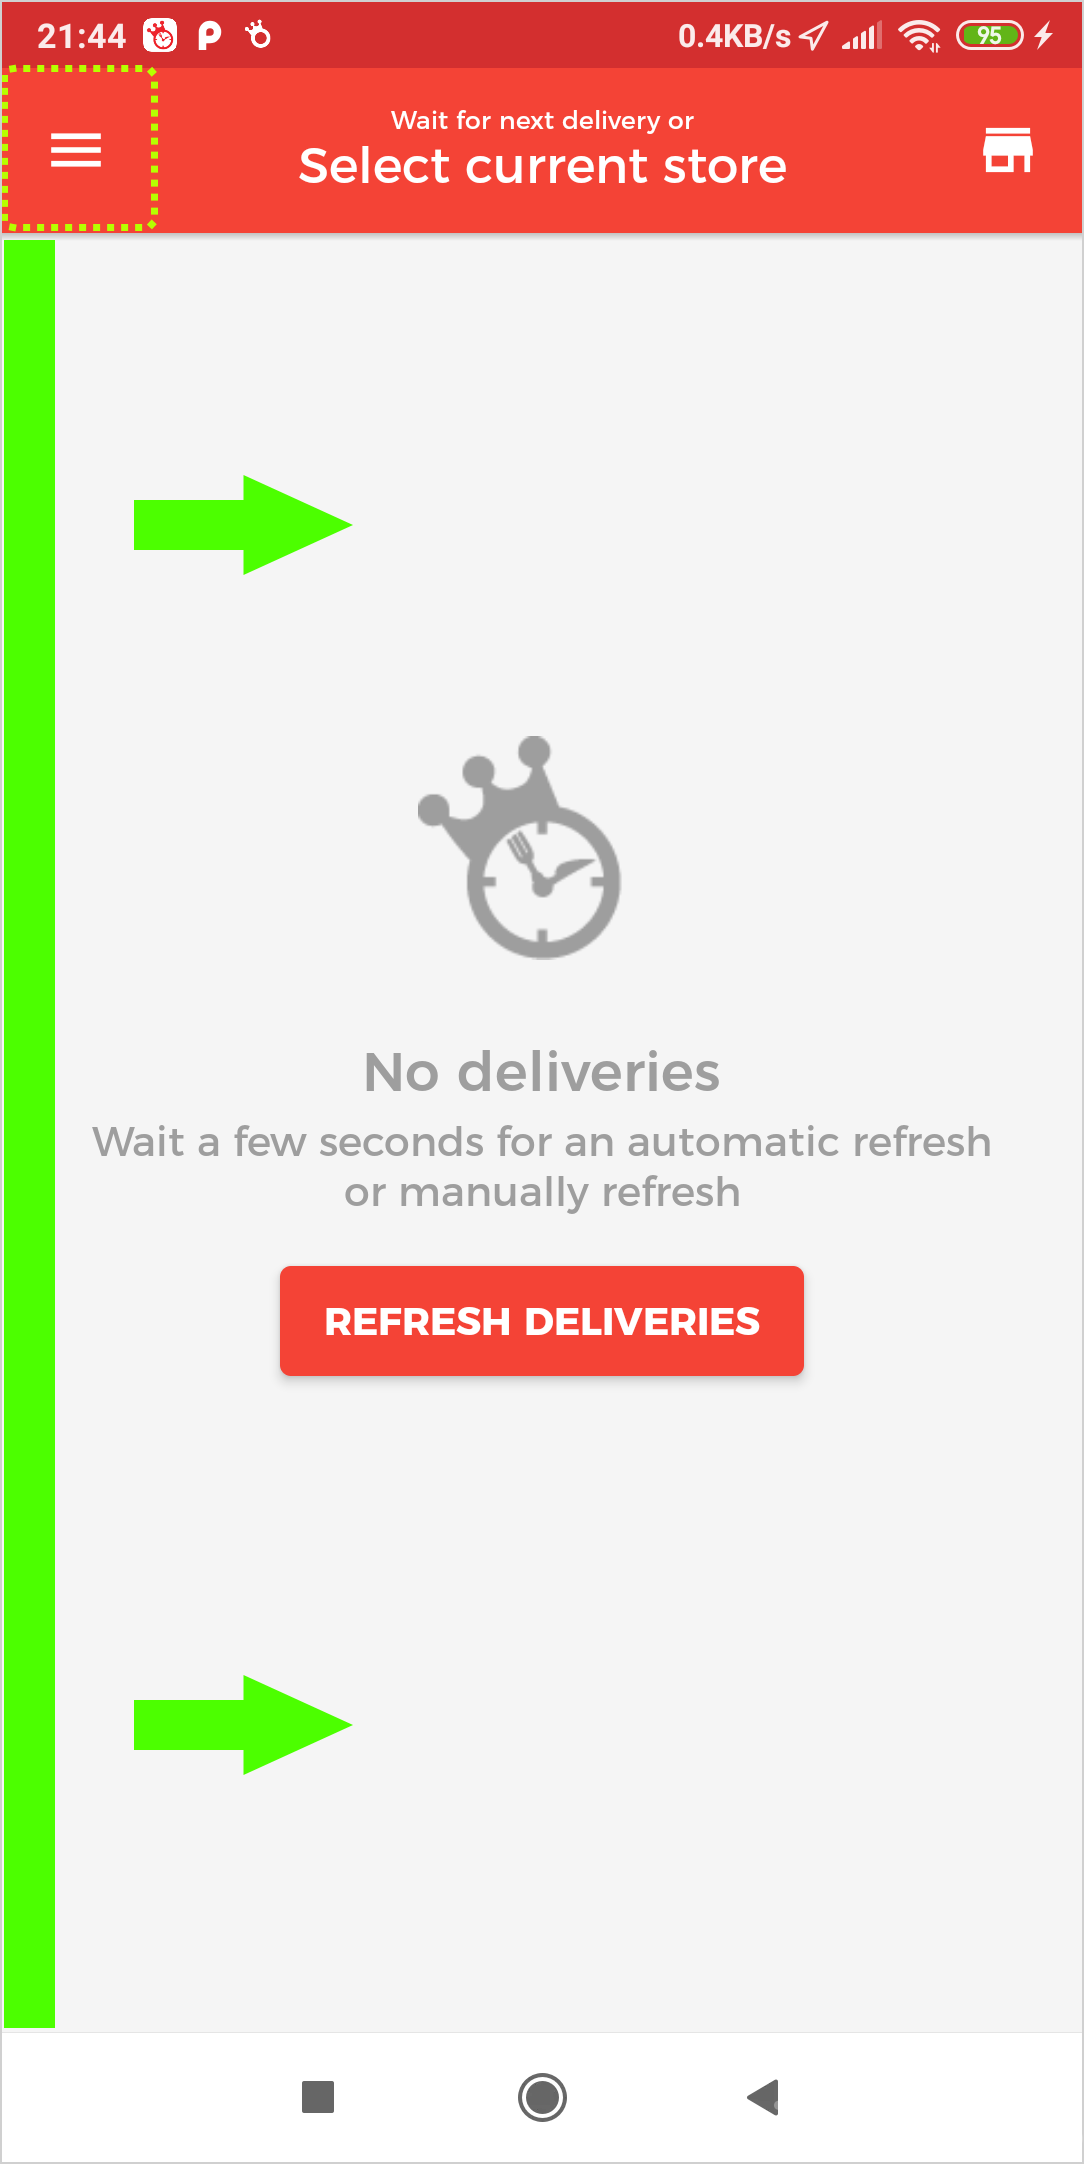 21:44 P 0.4KB/s 95
Wait for next delivery or
Select current store
No deliveries
Wait a few seconds for an automatic refresh
or manually refresh
REFRESH DELIVERIES